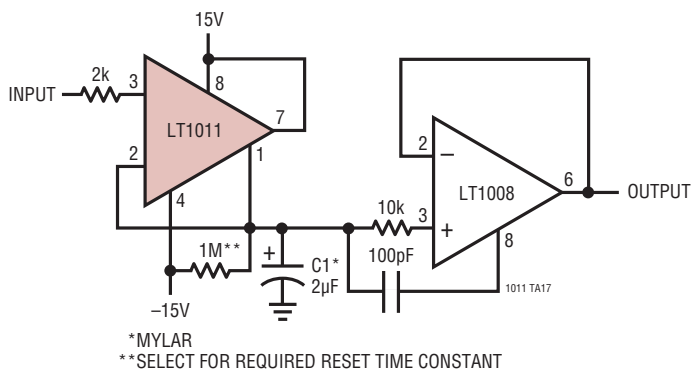 15V
2k
INPUT
3
8
7
LT1011
2
1
4
2
−
LT1008
6
OUTPUT
10k
3
+
8
1M**
+
C1*
2µF
100pF
1011 TA17
−15V
*MYLAR
**SELECT FOR REQUIRED RESET TIME CONSTANT